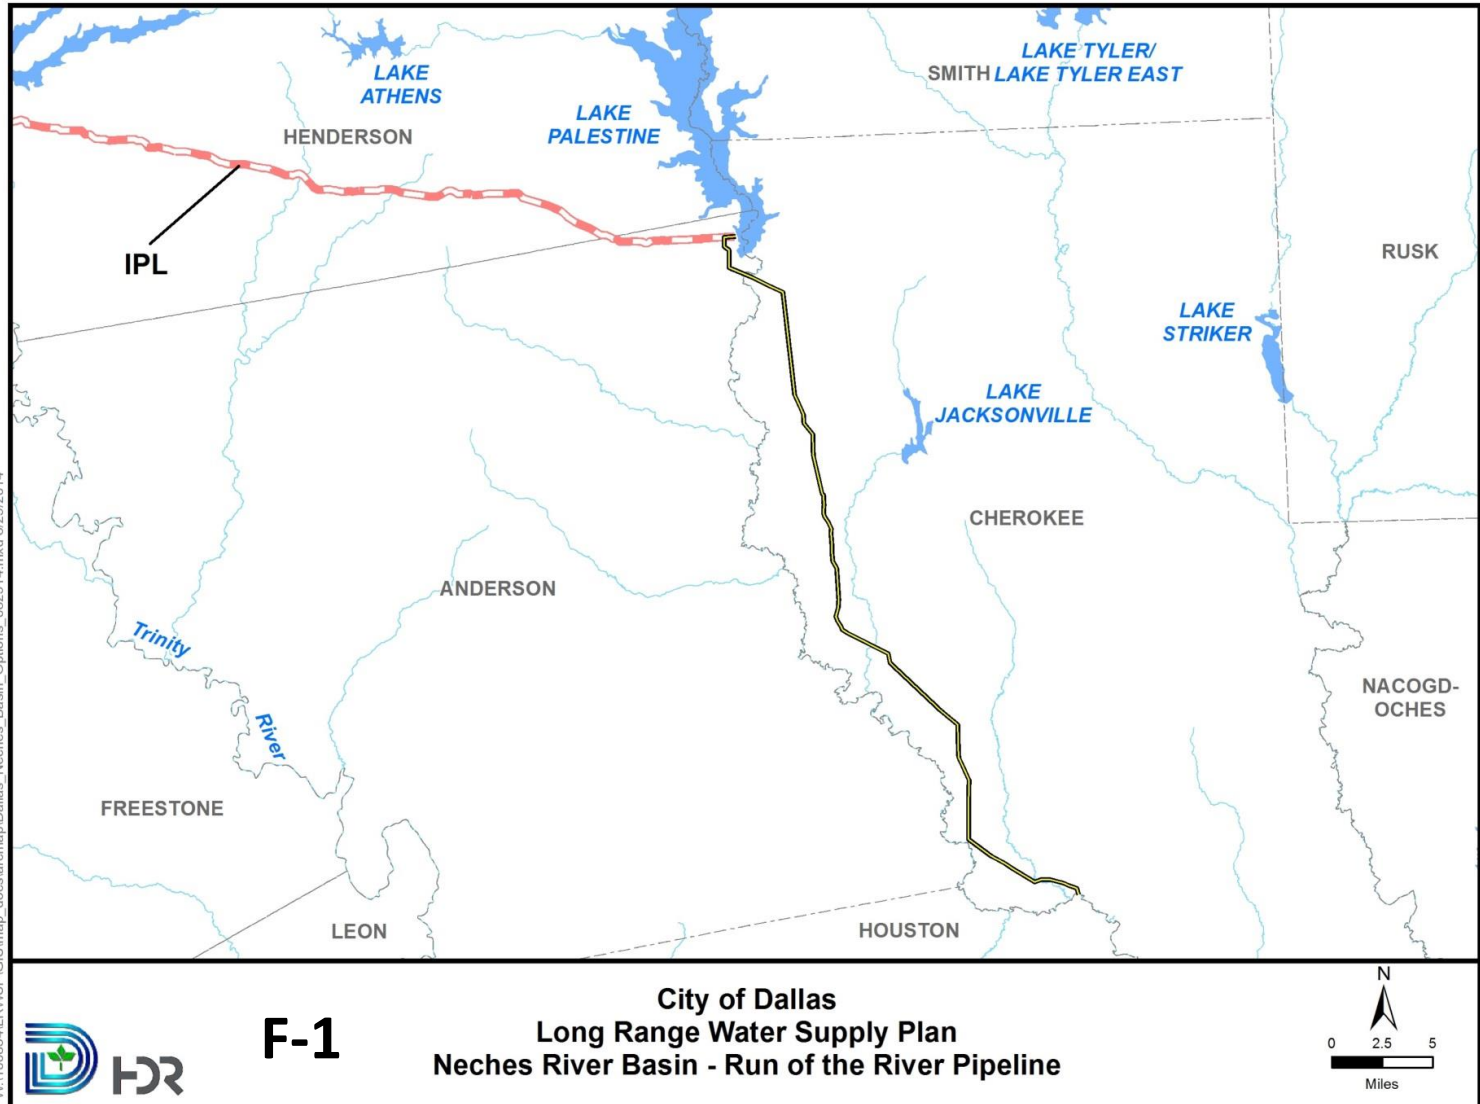 LAKE TYLER/
SMITH LAKE TYLER EAST
LAKE
ATHENS
LAKE
PALESTINE
HENDERSON
IPL
RUSK
LAKE
STRIKER
LAKE
JACKSONVILLE
CHEROKEE
ANDERSON
Trinity
River
NACOGD-
OCHES
FREESTONE
LEON
HOUSTON
HDR
F-1
City of Dallas
Long Range Water Supply Plan
Neches River Basin - Run of the River Pipeline
N
0 2.5 5
Miles